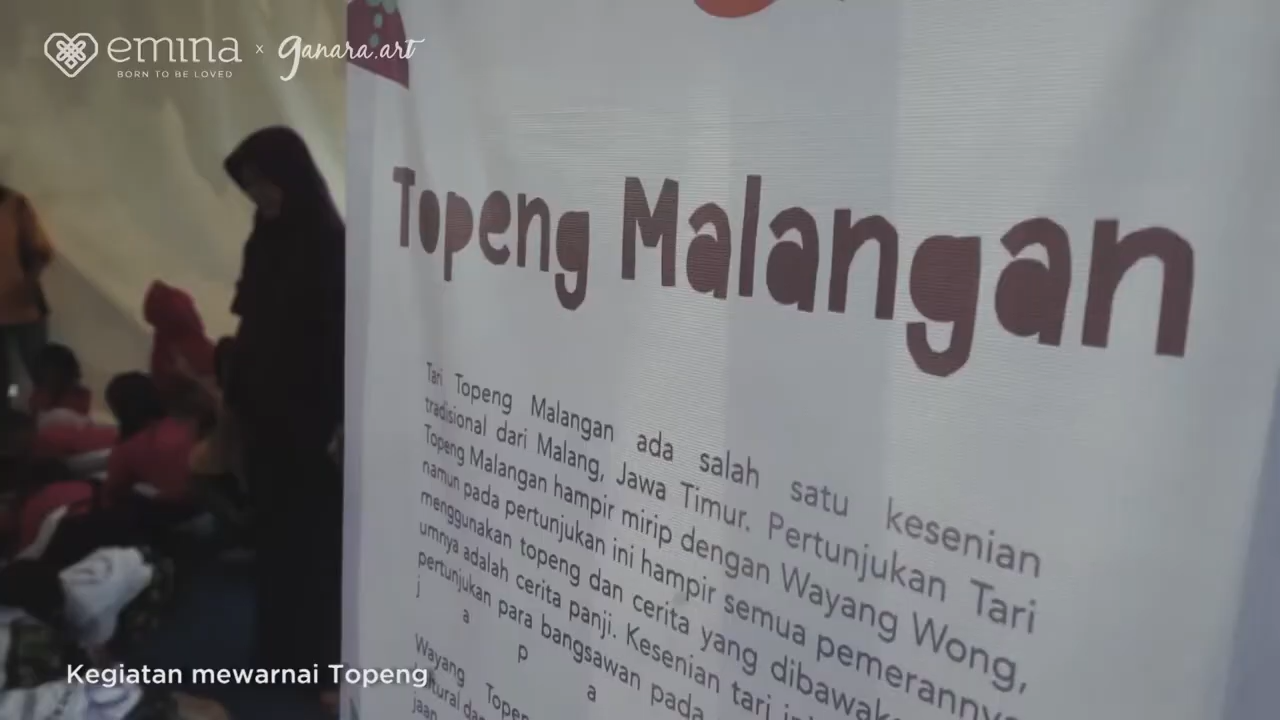 emina x ganara.art
BORN TO BE LOVED
Topeng Malangan
Tari Topeng Malangan ada salah satu kesenian
tradisional dari Malang, Jawa Timur. Pertunjukan Tari
Topeng Malangan hampir mirip dengan Wayang Wong,
namun pada pertunjukan ini hampir semua pemerannya
menggunakan topeng dan cerita yang
umnya adalah cerita panji. Kesenian tari
pertunjukan para bangsawan pada
j a p a
Wayang
Kegiatan mewarnai Topeng